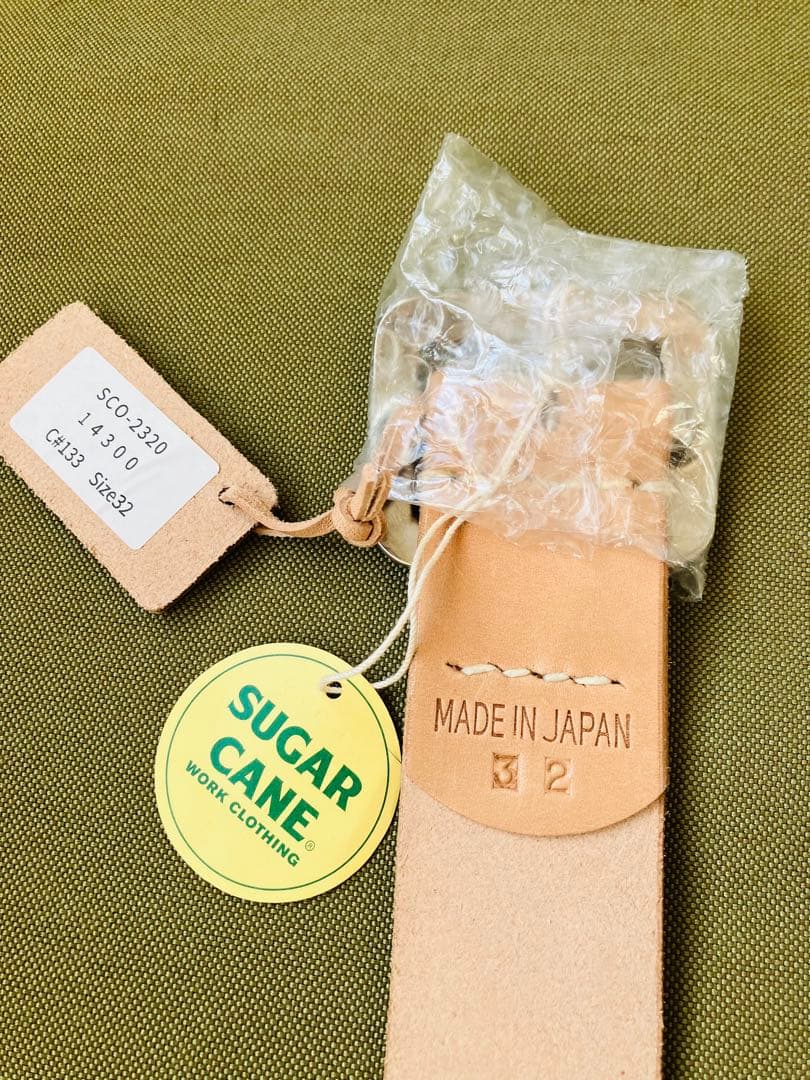 SCO-2320
14300
C#133 Size32
SUGAR
CANE®
WORK CLOTHING
MADE IN JAPAN
32